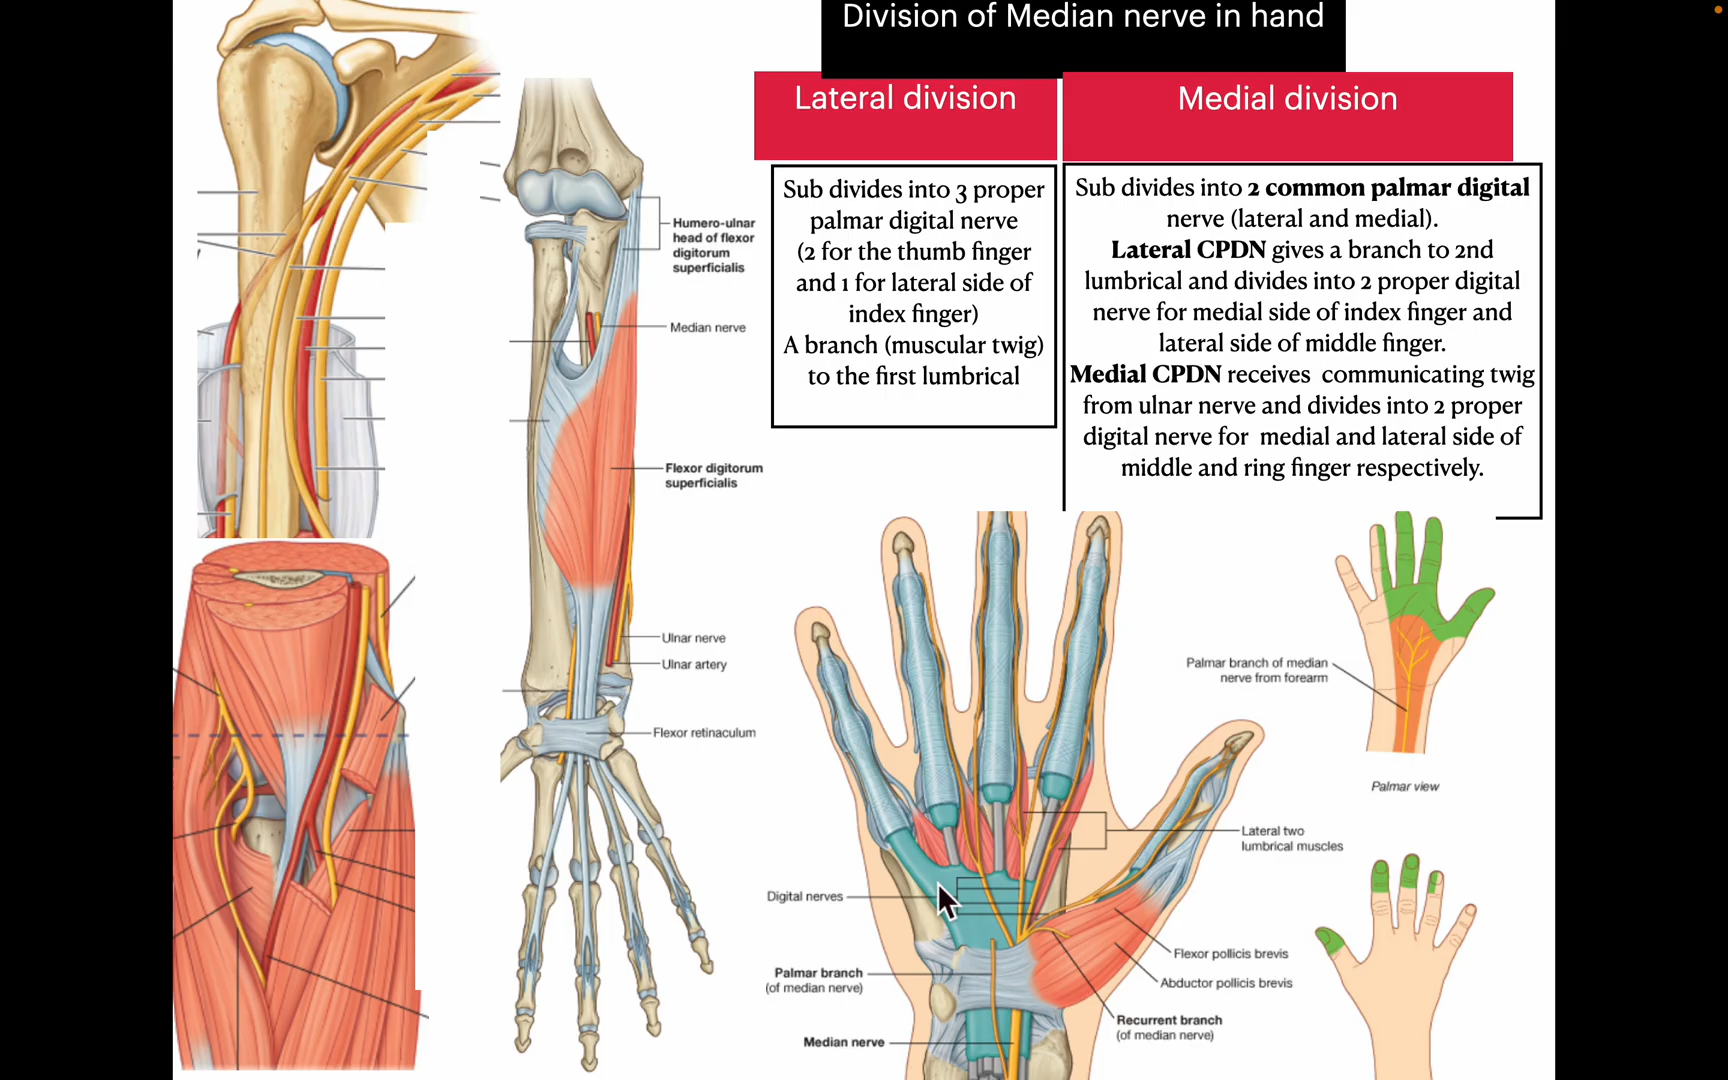 Division of Median nerve in hand
Lateral division
Medial division
Sub divides into 3 proper
palmar digital nerve
(2 for the thumb finger
and 1 for lateral side of
index finger)
A branch (muscular twig)
to the first lumbrical
Sub divides into 2 common palmar digital
nerve (lateral and medial).
Lateral CPDN gives a branch to 2nd
lumbrical and divides into 2 proper digital
nerve for medial side of index finger and
lateral side of middle finger.
Medial CPDN receives communicating twig
from ulnar nerve and divides into 2 proper
digital nerve for medial and lateral side of
middle and ring finger respectively.
Humero-ulnar
head of flexor
digitorum
superficialis
Median nerve
Flexor digitorum
superficialis
Ulnar nerve
Ulnar artery
Flexor retinaculum
Palmar branch of median
nerve from forearm
Palmar view
Lateral two
lumbrical muscles
Digital nerves
Flexor pollicis brevis
Palmar branch
(of median nerve)
Abductor pollicis brevis
Recurrent branch
(of median nerve)
Median nerve